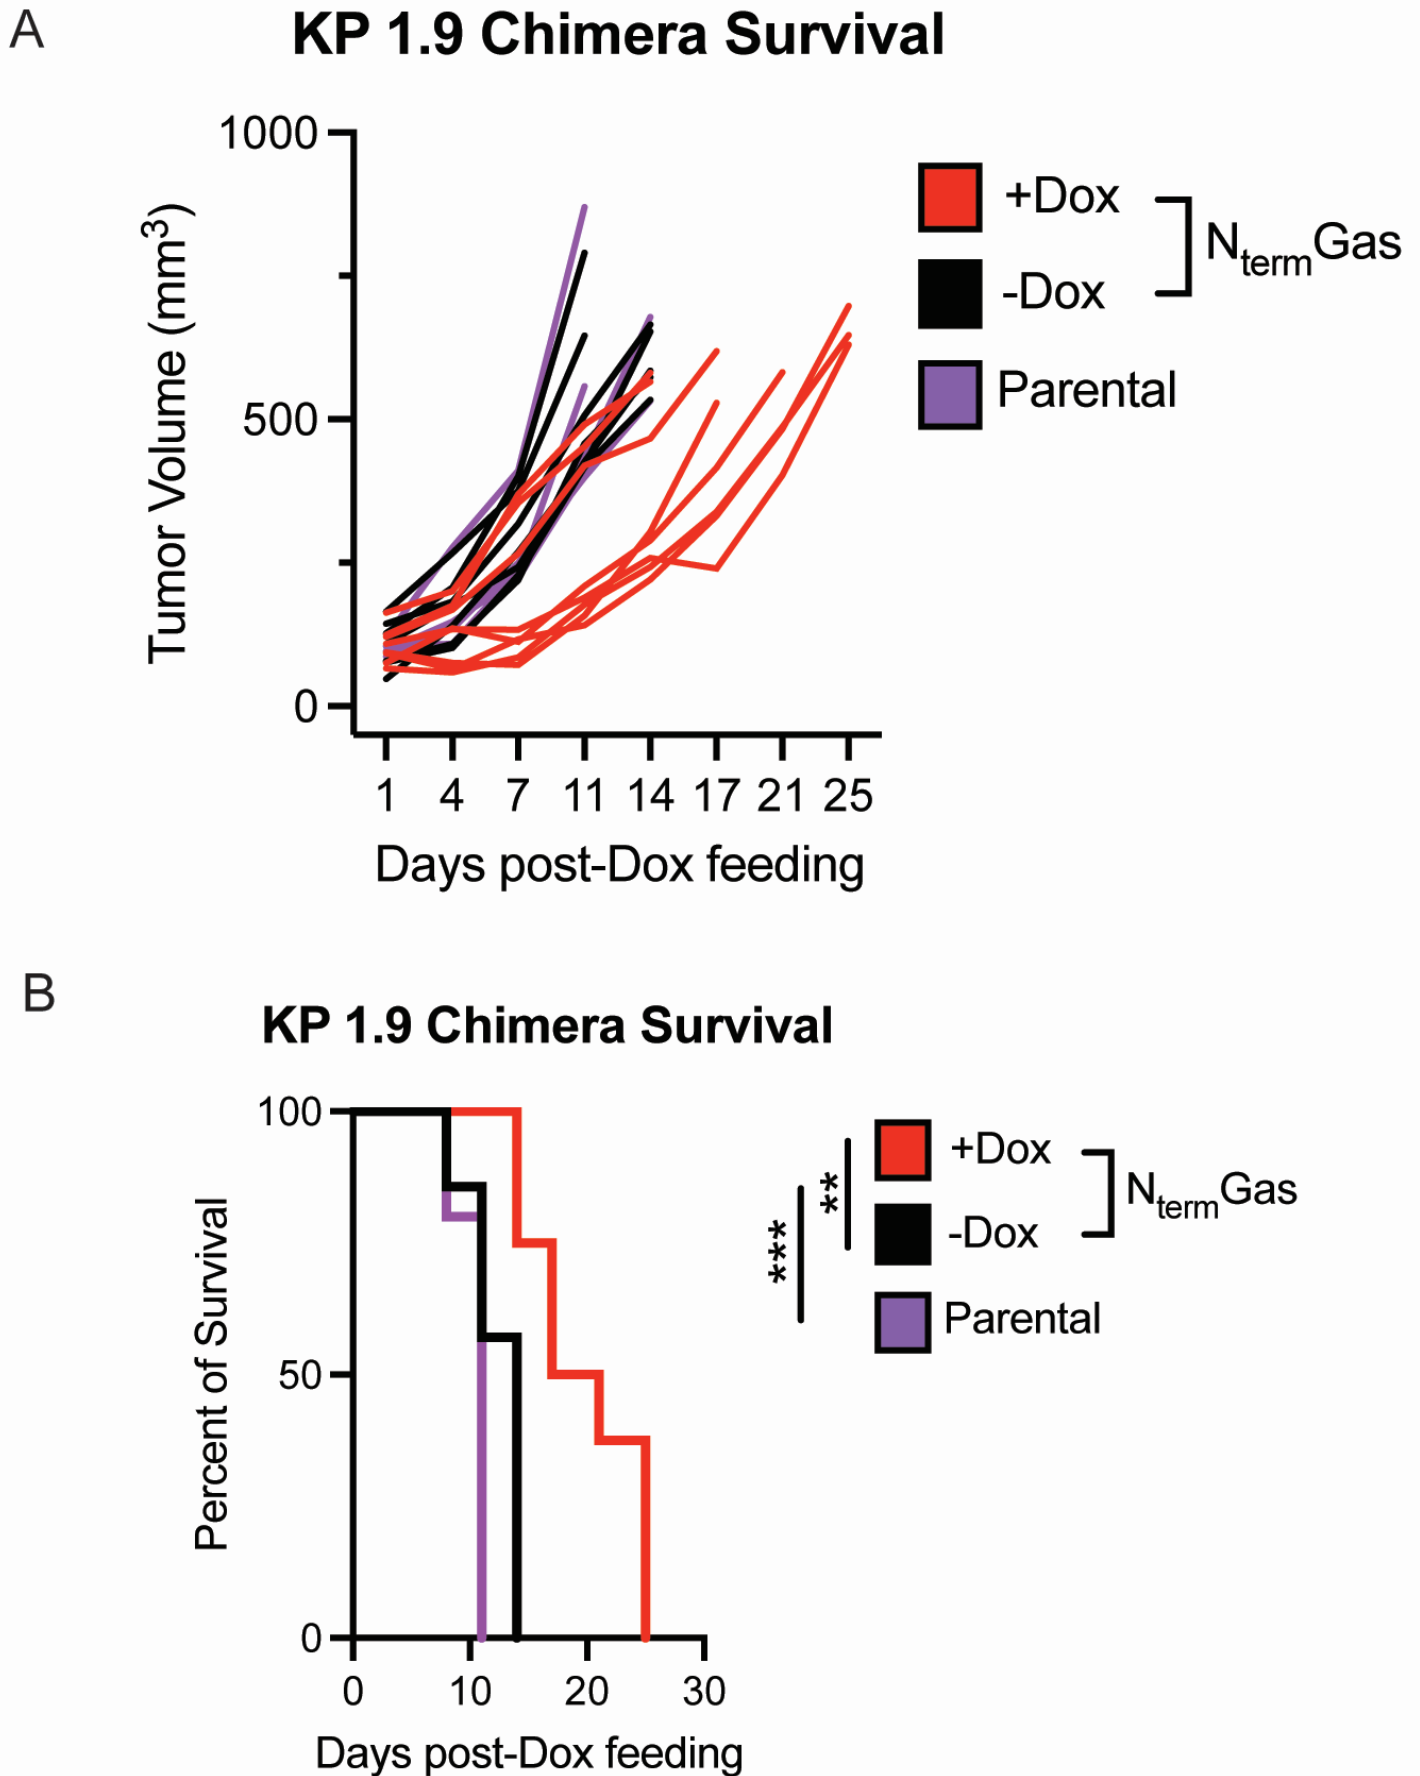 A
KP 1.9 Chimera Survival
1000
500
0
Tumor Volume (mm³)
1 4 7 11 14 17 21 25
Days post-Dox feeding
+Dox
-Dox
NtermGas
Parental
B
KP 1.9 Chimera Survival
100
50
0
Percent of Survival
0 10 20 30
Days post-Dox feeding
***
**
+Dox
-Dox
NtermGas
Parental